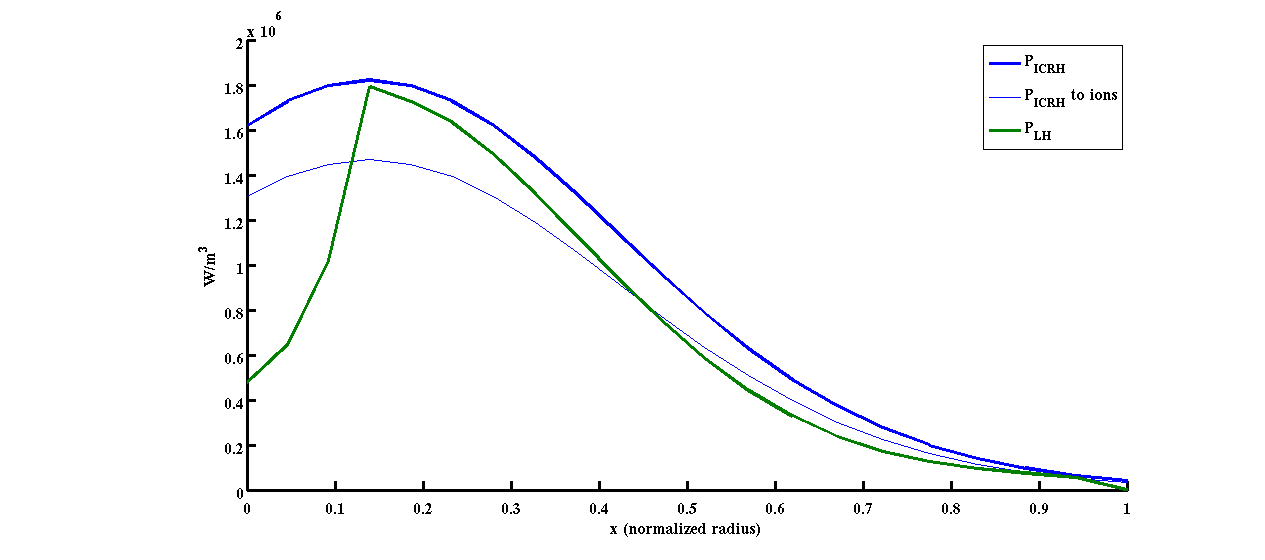 x 10^6
2
1.8
1.6
1.4
1.2
1
0.8
0.6
0.4
0.2
0
W/m^3
0 0.1 0.2 0.3 0.4 0.5 0.6 0.7 0.8 0.9 1
x (normalized radius)
P_ICRH
P_ICRH to ions
P_LH